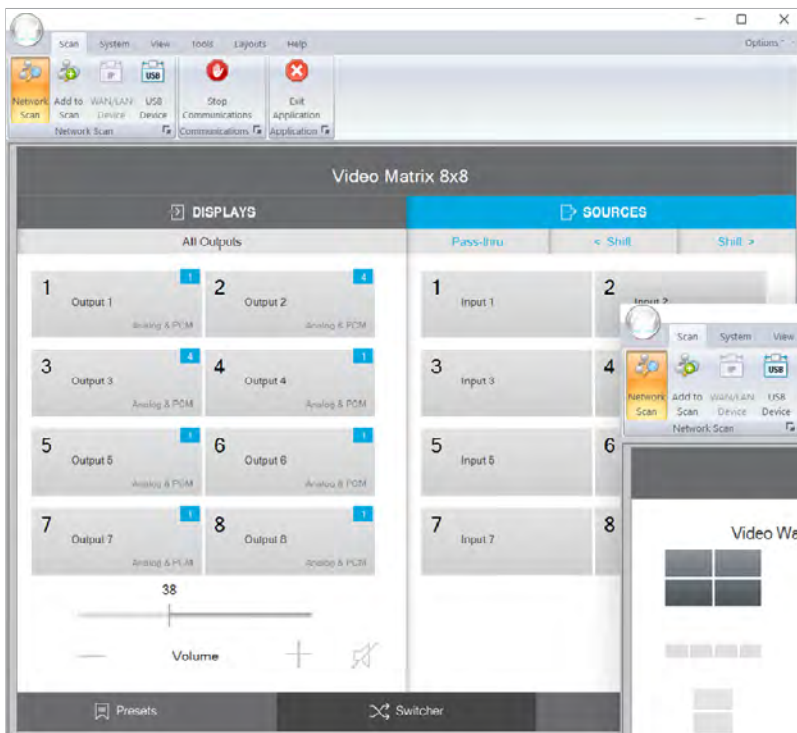 Scan System View Tools Layouts Help Options
IP USB
Network Add to WAN/LAN USB Stop Exit
Scan Scan Device Device Communications Application
Network Scan Communications Application
Video Matrix 8x8
DISPLAYS SOURCES
All Outputs Pass-thru < Shift Shift >
1 Output 1 1 Analog & PCM
2 Output 2 4 Analog & PCM
1 Input 1
2 Input 2
3 Output 3 4 Analog & PCM
4 Output 4 1 Analog & PCM
3 Input 3
4
5 Output 5 1 Analog & PCM
6 Output 6 1 Analog & PCM
5 Input 5
6
7 Output 7 1 Analog & PCM
8 Output 8 1 Analog & PCM
7 Input 7
8
38
Volume
Presets Switcher
Scan System View
IP USB
Network Add to WAN/LAN USB
Scan Scan Device Device
Network Scan
Video Wa